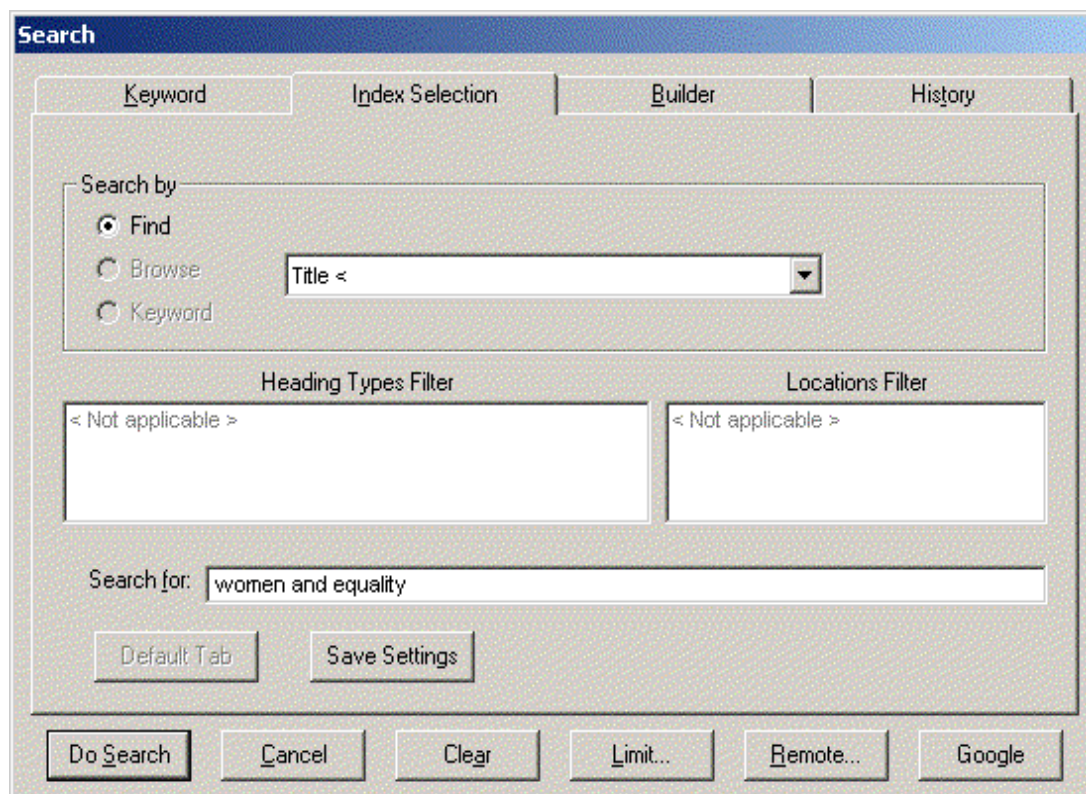 Search
Keyword Index Selection Builder History
Search by
Find
Browse
Title <
Keyword
Heading Types Filter Locations Filter
< Not applicable > < Not applicable >
Search for: women and equality
Default Tab Save Settings
Do Search Cancel Clear Limit... Remote... Google